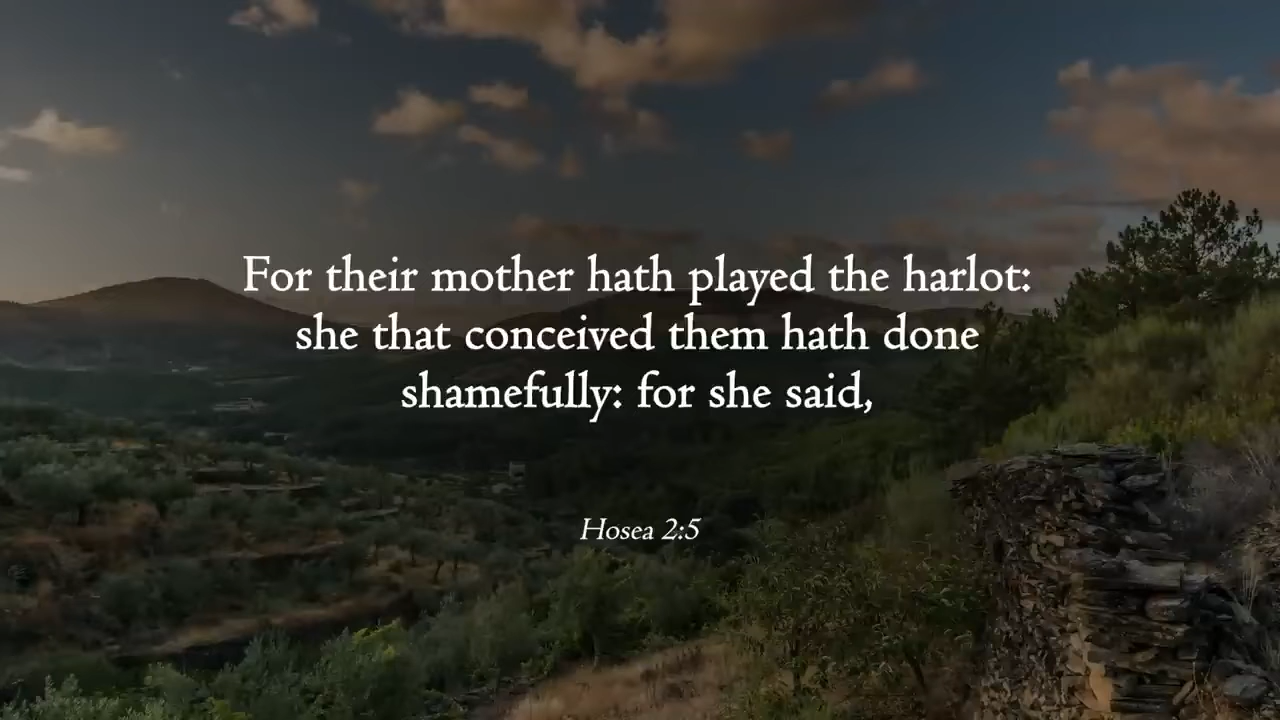 For their mother hath played the harlot:
she that conceived them hath done
shamefully: for she said,
Hosea 2:5